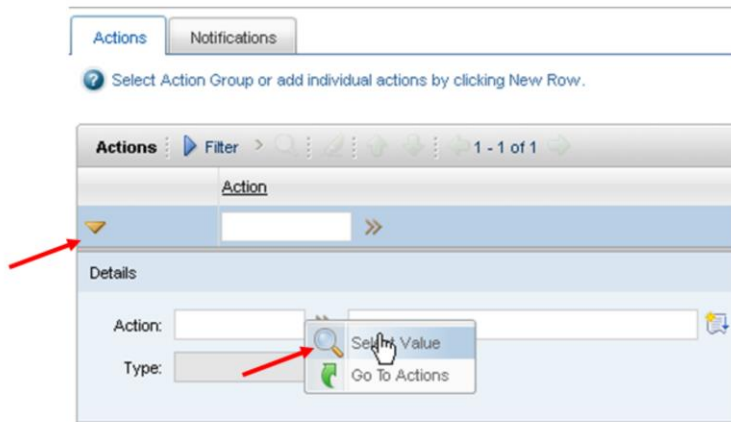 Actions Notifications
Select Action Group or add individual actions by clicking New Row.
Actions Filter 1 - 1 of 1
Action
Details
Action:
Select Value
Type:
Go To Actions